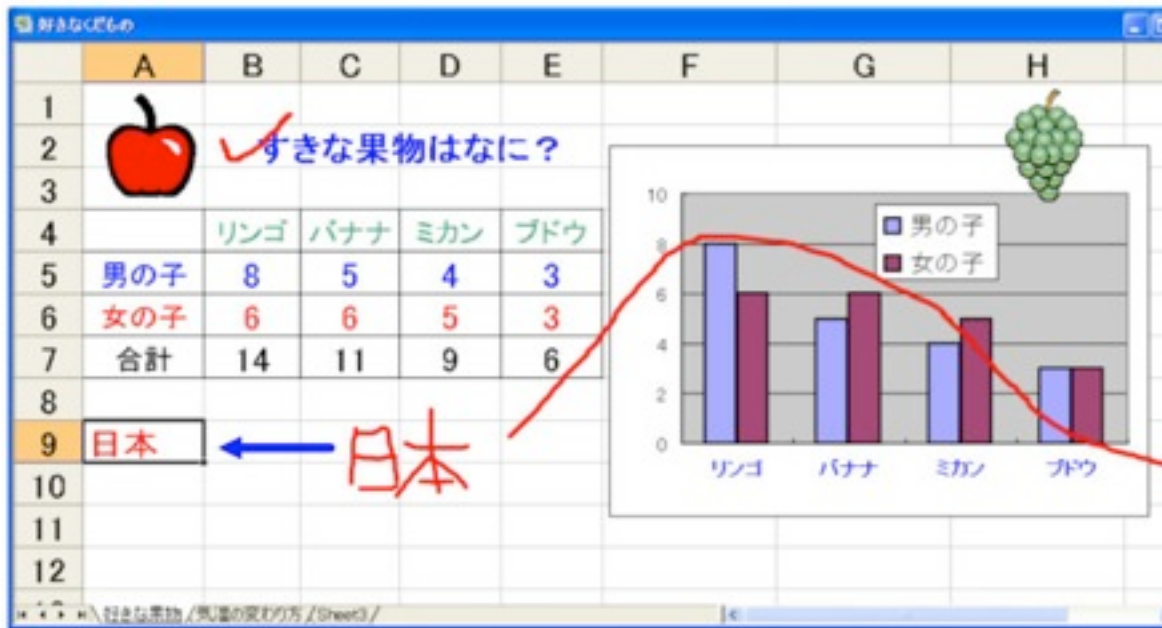 好きなくだもの
A B C D E F G H
1
2 すきな果物はなに？
3
4 リンゴ バナナ ミカン ブドウ
5 男の子 8 5 4 3
6 女の子 6 6 5 3
7 合計 14 11 9 6
8
9 日本 日本
10
11
12
10
8
6
4
2
0
男の子
女の子
リンゴ バナナ ミカン ブドウ
好きな果物 / 気温の変わり方 / Sheet3 /